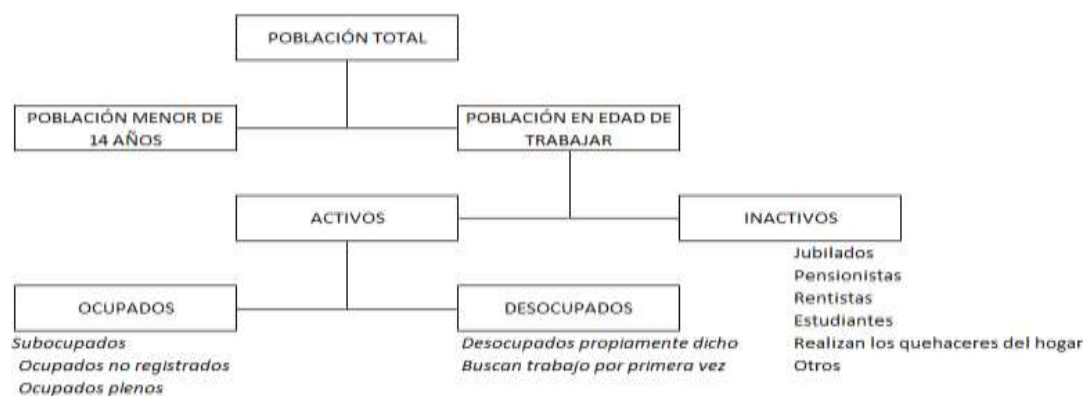 POBLACIÓN TOTAL
POBLACIÓN MENOR DE
14 AÑOS
POBLACIÓN EN EDAD DE
TRABAJAR
ACTIVOS
INACTIVOS
Jubilados
Pensionistas
Rentistas
Estudiantes
Realizan los quehaceres del hogar
Otros
OCUPADOS
Subocupados
Ocupados no registrados
Ocupados plenos
DESOCUPADOS
Desocupados propiamente dicho
Buscan trabajo por primera vez